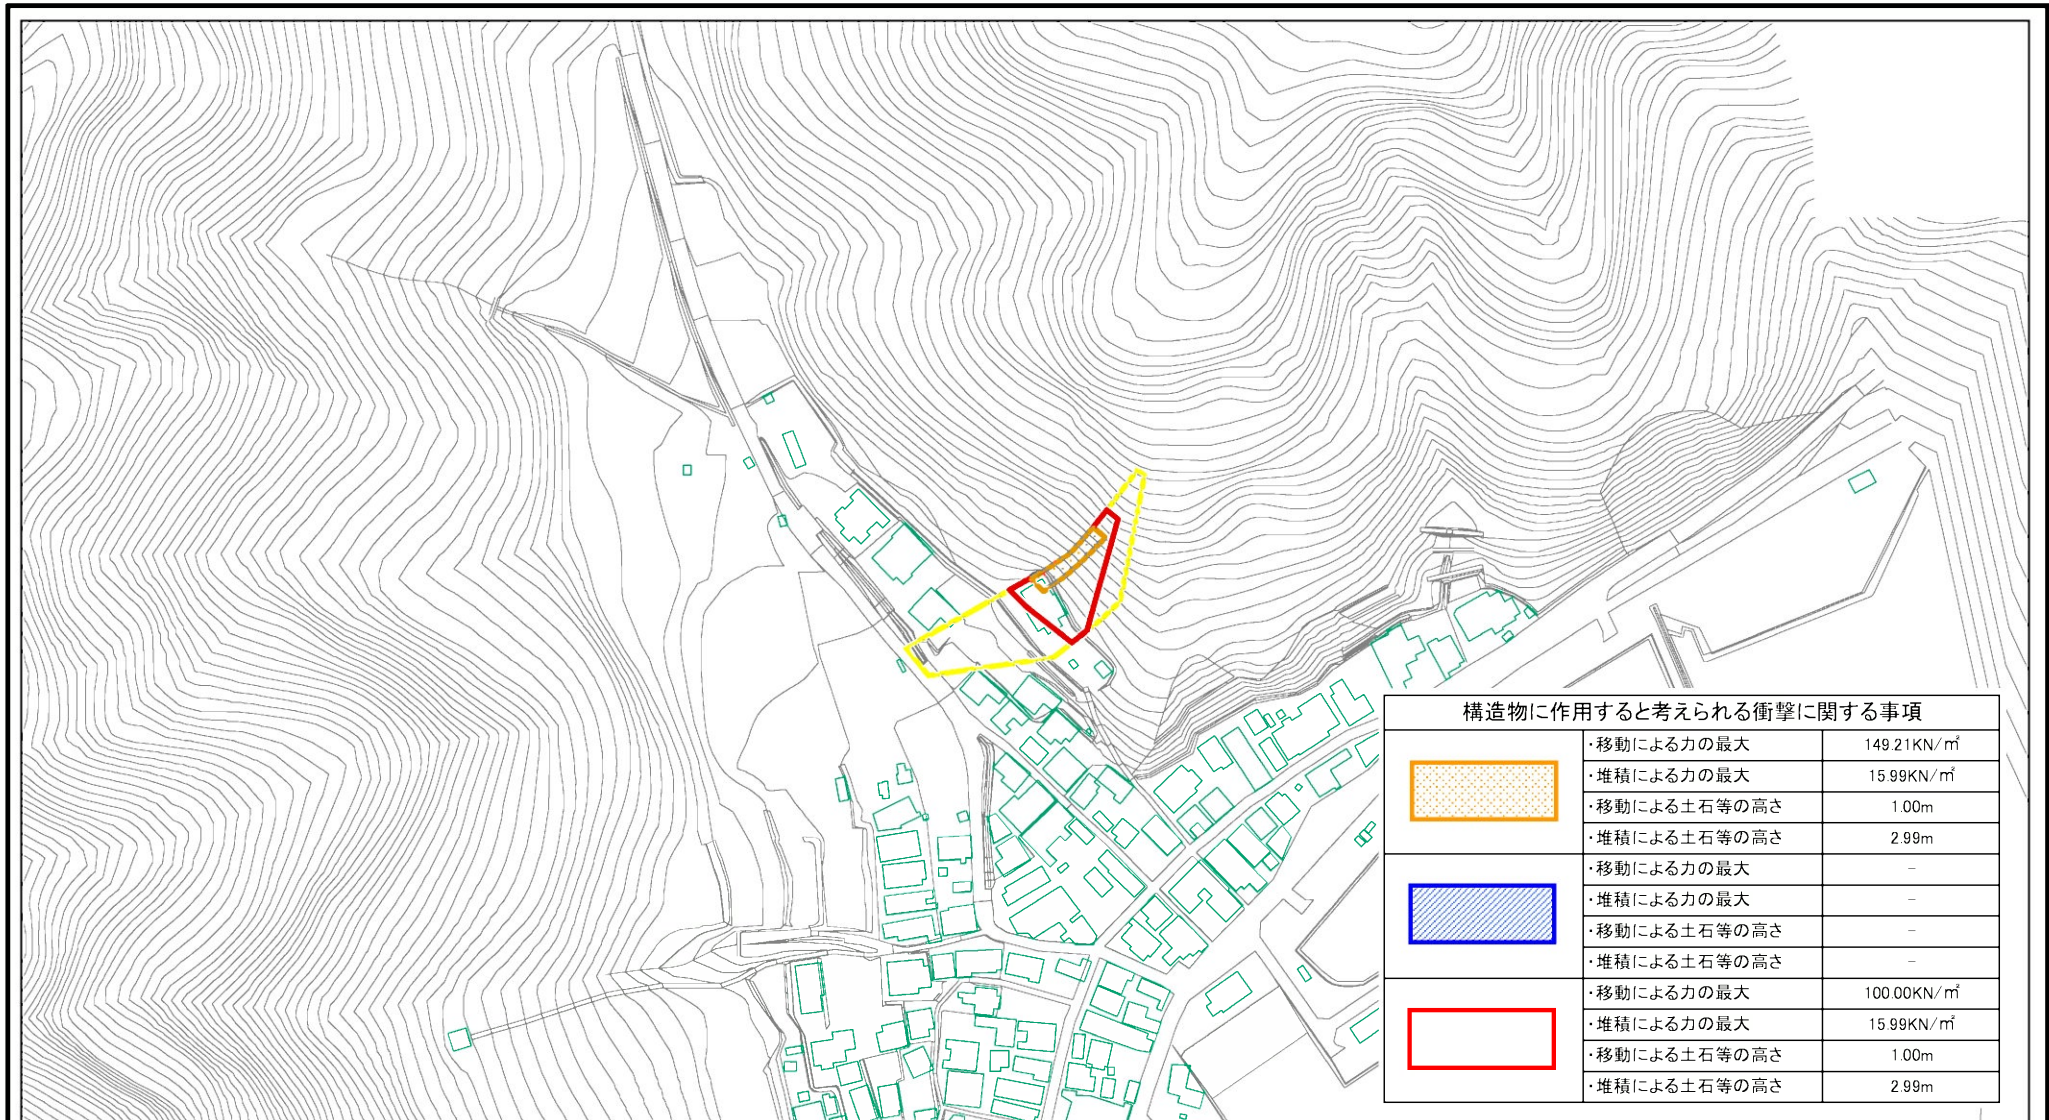 構造物に作用すると考えられる衝撃に関する事項
・移動による力の最大 149.21KN/㎡
・堆積による力の最大 15.99KN/㎡
・移動による土石等の高さ 1.00m
・堆積による土石等の高さ 2.99m
・移動による力の最大 -
・堆積による力の最大 -
・移動による土石等の高さ -
・堆積による土石等の高さ -
・移動による力の最大 100.00KN/㎡
・堆積による力の最大 15.99KN/㎡
・移動による土石等の高さ 1.00m
・堆積による土石等の高さ 2.99m